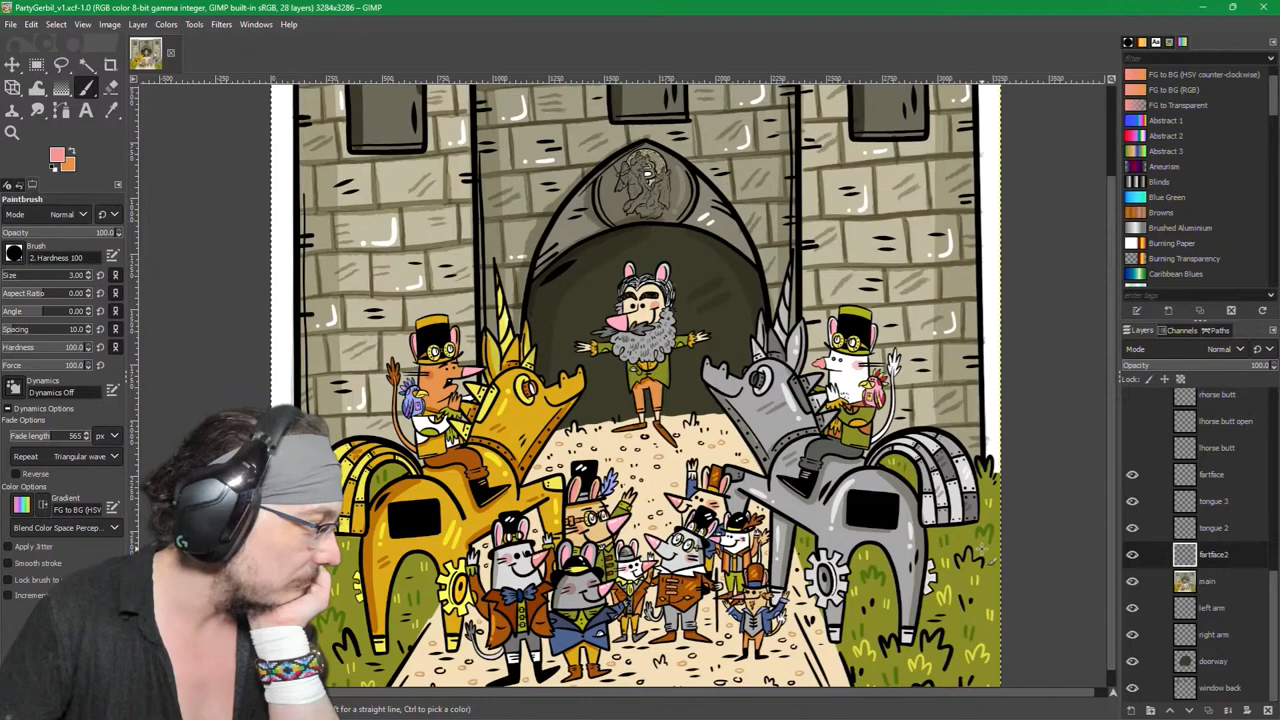 PartyGerbil_v1.xcf-1.0 (RGB color 8-bit gamma integer, GIMP built-in sRGB, 28 layers) 3284x3286 – GIMP
File Edit Select View Image Layer Colors Tools Filters Windows Help
Paintbrush
Mode Normal
Opacity 100.0
Brush
2. Hardness 100
Size 3.00
Aspect Ratio 0.00
Angle 0.00
Spacing 10.0
Hardness 100.0
Force 100.0
Dynamics
Dynamics Off
Dynamics Options
Fade Options
Fade length 565 px
Repeat Triangular wave
Reverse
Color Options
Gradient
FG to BG (HSV
Blend Color Space Percep...
Apply Jitter
Smooth stroke
Lock brush to
Increment
ft for a straight line, Ctrl to pick a color)
filter
FG to BG (HSV counter-clockwise)
FG to BG (RGB)
FG to Transparent
Abstract 1
Abstract 2
Abstract 3
Aneurism
Blinds
Blue Green
Browns
Brushed Aluminium
Burning Paper
Burning Transparency
Caribbean Blues
enter tags
Layers Channels Paths
Mode Normal
Opacity 100.0
Lock:
rhorse butt
lhorse butt open
lhorse butt
fartface
tongue 3
tongue 2
fartface2
main
left arm
right arm
doorway
window back